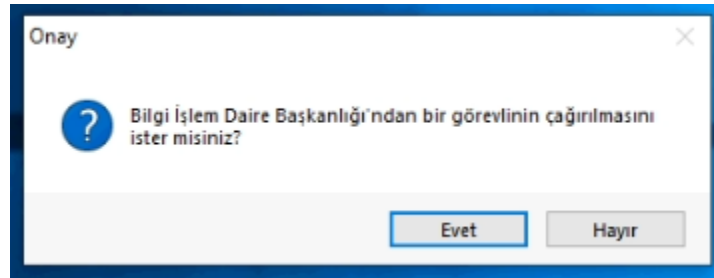 Onay
Bilgi İşlem Daire Başkanlığı'ndan bir görevlinin çağırılmasını
ister misiniz?
Evet
Hayır